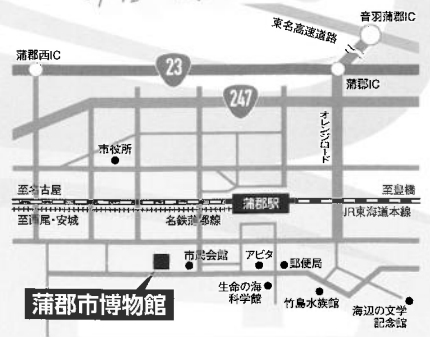 音羽蒲郡IC
東名高速道路
蒲郡西IC
23
蒲郡IC
247
オレンジロード
市役所
至名古屋
蒲郡駅
至豊橋
至西尾・安城
名鉄蒲郡線
JR東海道本線
市民会館
アピタ
郵便局
蒲郡市博物館
生命の海
科学館
竹島水族館
海辺の文学
記念館